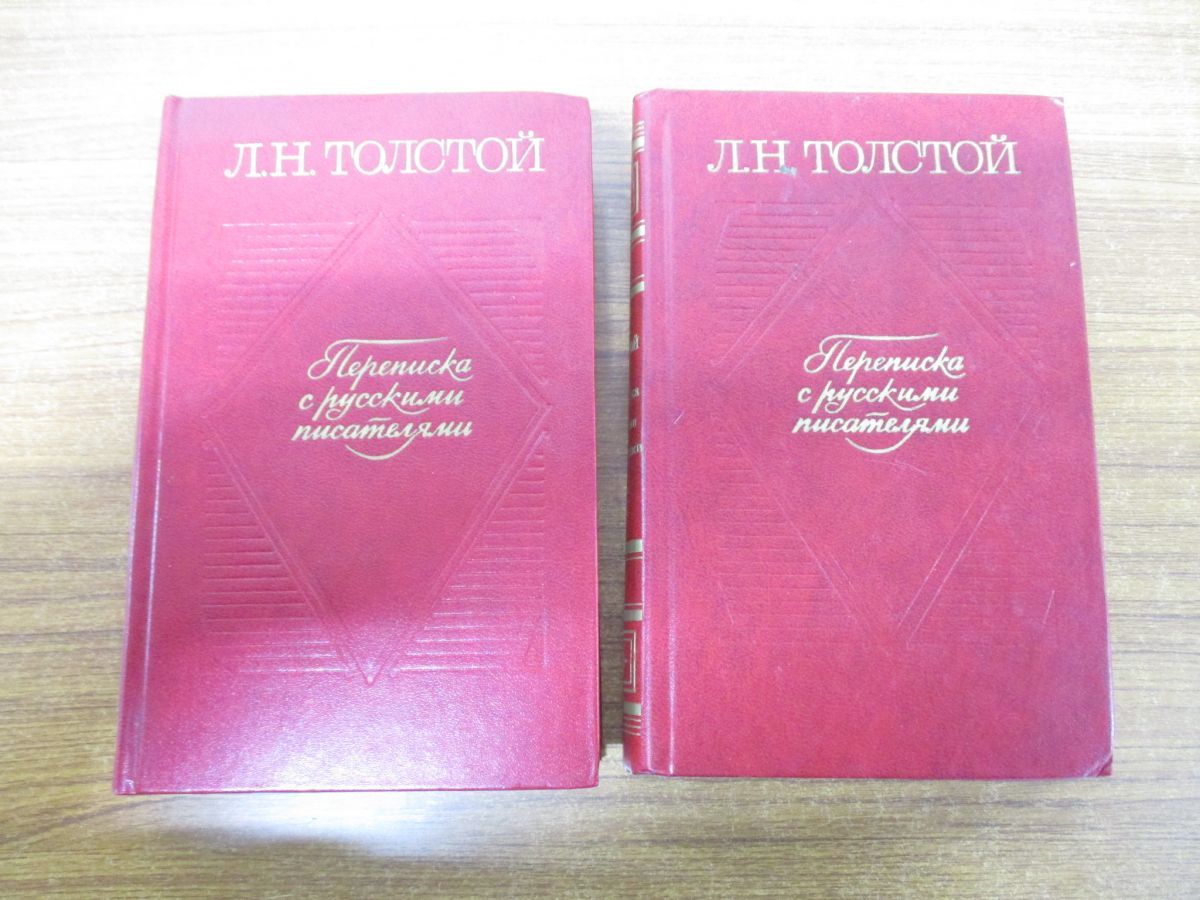 Л.Н. ТОЛСТОЙ
Переписка
с русскими
писателями
Л.Н. ТОЛСТОЙ
Переписка
с русскими
писателями